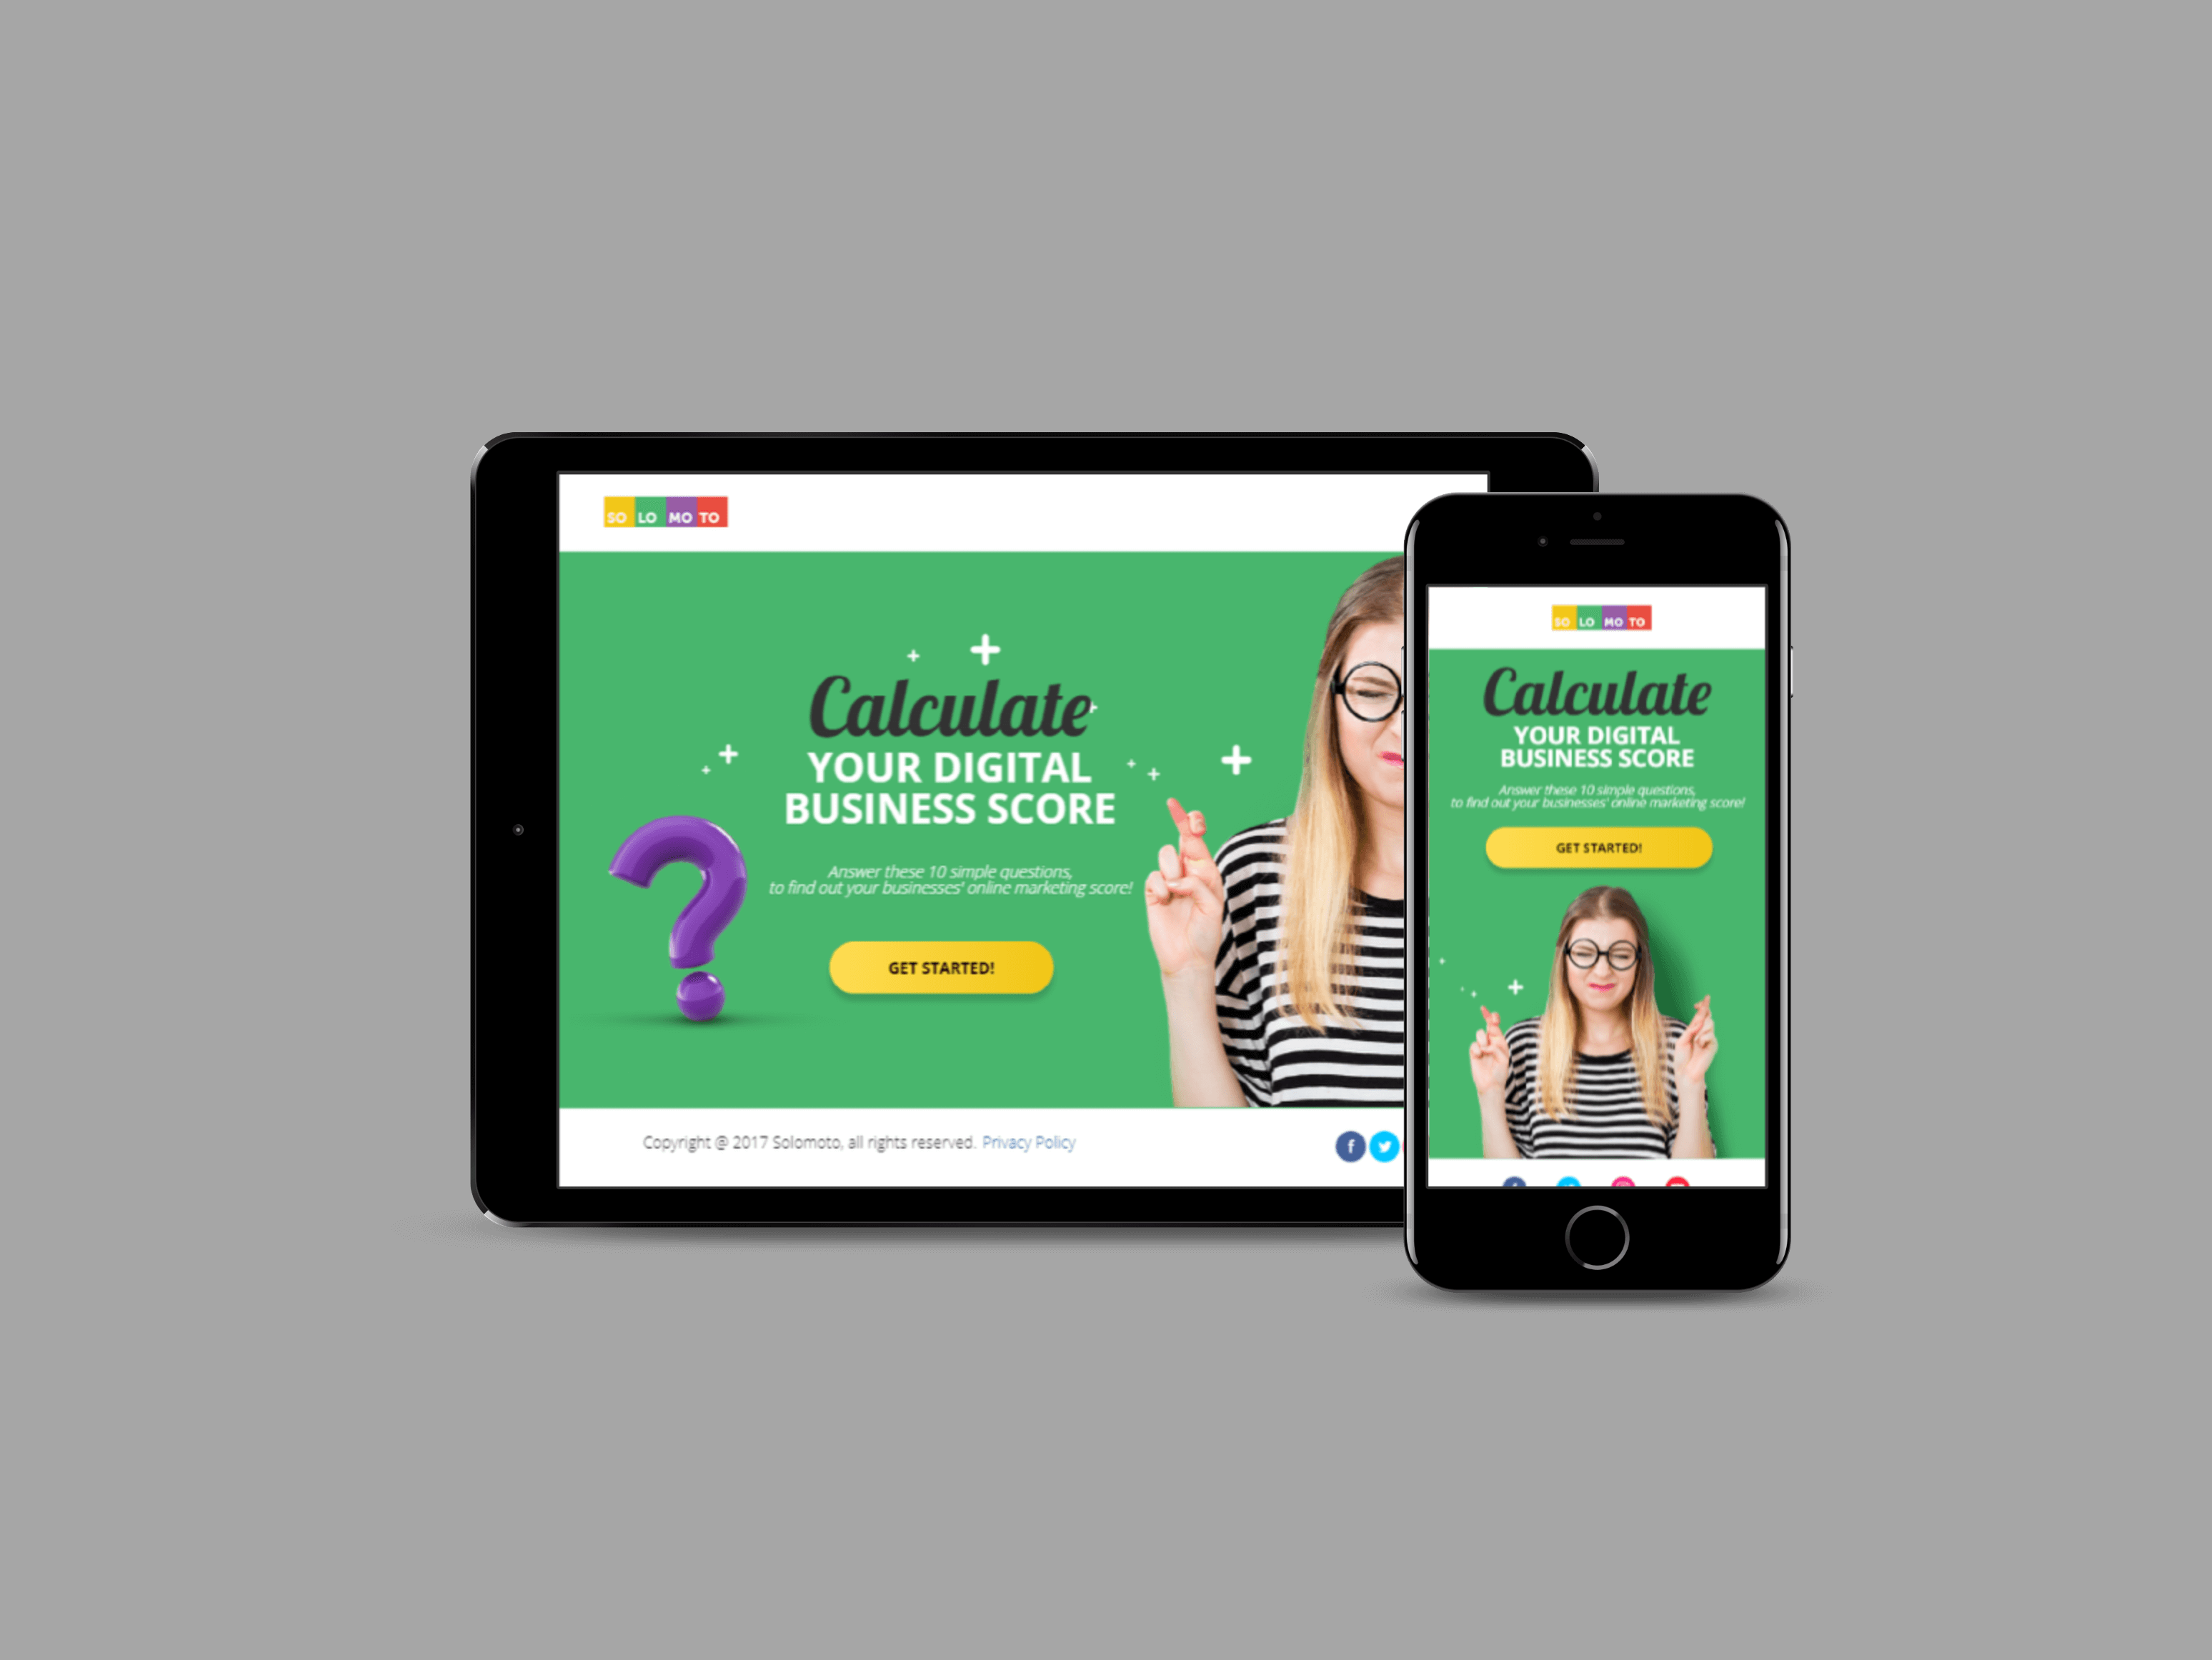 SO LO MO TO
Calculate
YOUR DIGITAL
BUSINESS SCORE
Answer these 10 simple questions,
to find out your businesses' online marketing score!
GET STARTED!
Copyright @ 2017 Solomoto, all rights reserved. Privacy Policy
SO LO MO TO
Calculate
YOUR DIGITAL
BUSINESS SCORE
Answer these 10 simple questions,
to find out your businesses' online marketing score!
GET STARTED!